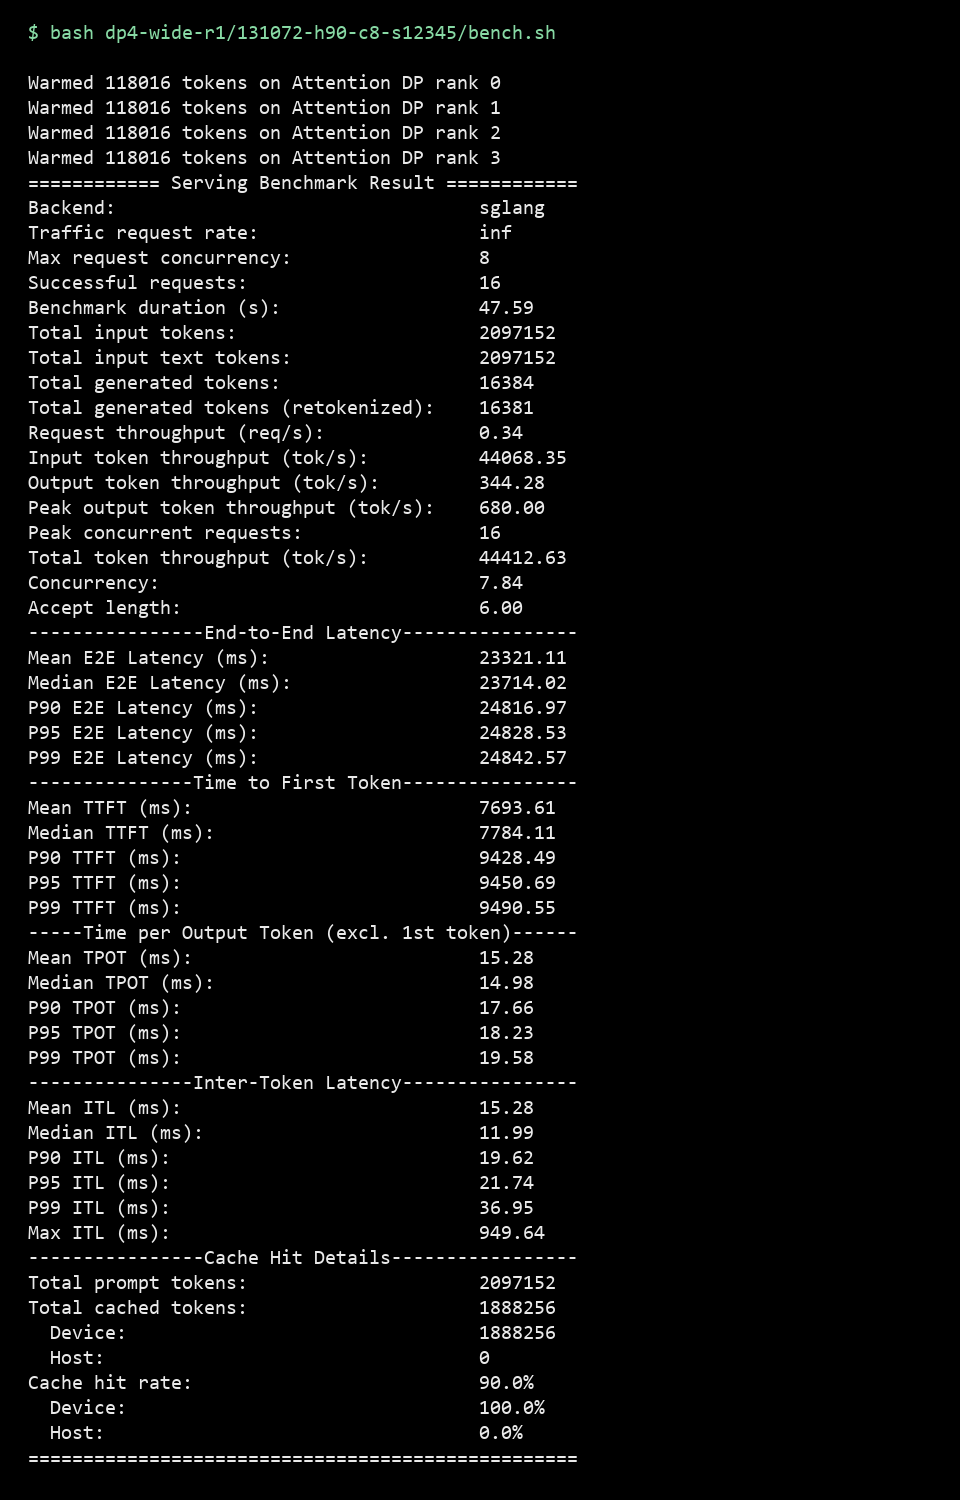 $ bash dp4-wide-r1/131072-h90-c8-s12345/bench.sh
Warmed 118016 tokens on Attention DP rank 0
Warmed 118016 tokens on Attention DP rank 1
Warmed 118016 tokens on Attention DP rank 2
Warmed 118016 tokens on Attention DP rank 3
============ Serving Benchmark Result ============
Backend:                                 sglang
Traffic request rate:                    inf
Max request concurrency:                 8
Successful requests:                     16
Benchmark duration (s):                  47.59
Total input tokens:                      2097152
Total input text tokens:                 2097152
Total generated tokens:                  16384
Total generated tokens (retokenized):    16381
Request throughput (req/s):              0.34
Input token throughput (tok/s):          44068.35
Output token throughput (tok/s):         344.28
Peak output token throughput (tok/s):    680.00
Peak concurrent requests:                16
Total token throughput (tok/s):          44412.63
Concurrency:                             7.84
Accept length:                           6.00
----------------End-to-End Latency----------------
Mean E2E Latency (ms):                   23321.11
Median E2E Latency (ms):                 23714.02
P90 E2E Latency (ms):                    24816.97
P95 E2E Latency (ms):                    24828.53
P99 E2E Latency (ms):                    24842.57
---------------Time to First Token----------------
Mean TTFT (ms):                          7693.61
Median TTFT (ms):                        7784.11
P90 TTFT (ms):                           9428.49
P95 TTFT (ms):                           9450.69
P99 TTFT (ms):                           9490.55
-----Time per Output Token (excl. 1st token)------
Mean TPOT (ms):                          15.28
Median TPOT (ms):                        14.98
P90 TPOT (ms):                           17.66
P95 TPOT (ms):                           18.23
P99 TPOT (ms):                           19.58
---------------Inter-Token Latency----------------
Mean ITL (ms):                           15.28
Median ITL (ms):                         11.99
P90 ITL (ms):                            19.62
P95 ITL (ms):                            21.74
P99 ITL (ms):                            36.95
Max ITL (ms):                            949.64
----------------Cache Hit Details-----------------
Total prompt tokens:                     2097152
Total cached tokens:                     1888256
  Device:                                1888256
  Host:                                  0
Cache hit rate:                          90.0%
  Device:                                100.0%
  Host:                                  0.0%
==================================================